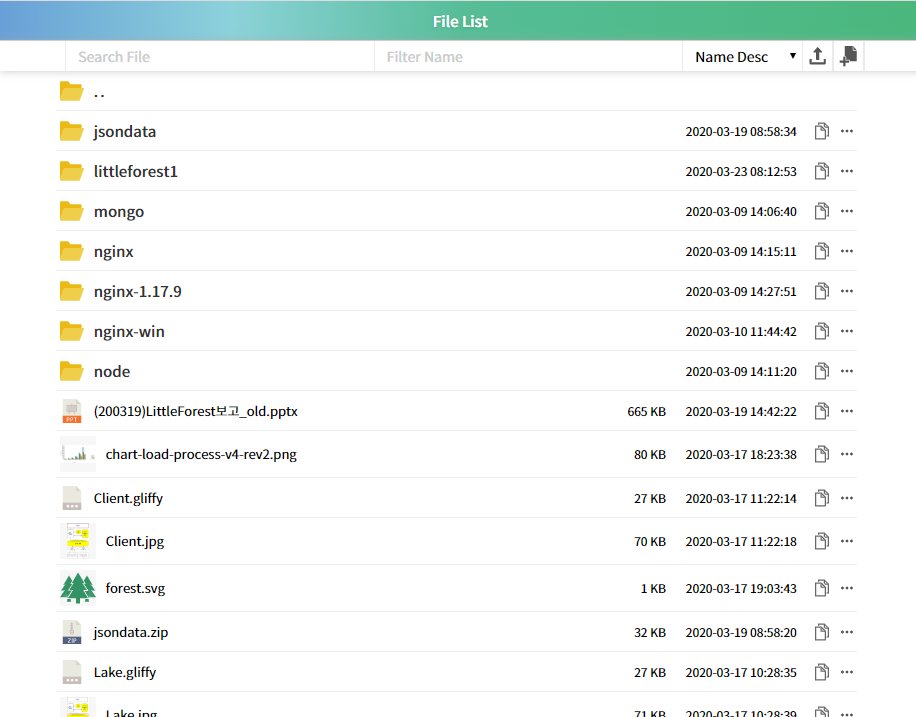 File List
Search File Filter Name Name Desc
..
jsondata 2020-03-19 08:58:34
littleforest1 2020-03-23 08:12:53
mongo 2020-03-09 14:06:40
nginx 2020-03-09 14:15:11
nginx-1.17.9 2020-03-09 14:27:51
nginx-win 2020-03-10 11:44:42
node 2020-03-09 14:11:20
PPT (200319)LittleForest보고_old.pptx 665 KB 2020-03-19 14:42:22
chart-load-process-v4-rev2.png 80 KB 2020-03-17 18:23:38
Client.gliffy 27 KB 2020-03-17 11:22:14
Client.jpg 70 KB 2020-03-17 11:22:18
forest.svg 1 KB 2020-03-17 19:03:43
ZIP jsondata.zip 32 KB 2020-03-19 08:58:20
Lake.gliffy 27 KB 2020-03-17 10:28:35
Lake.jpg 71 KB 2020-03-17 10:28:39